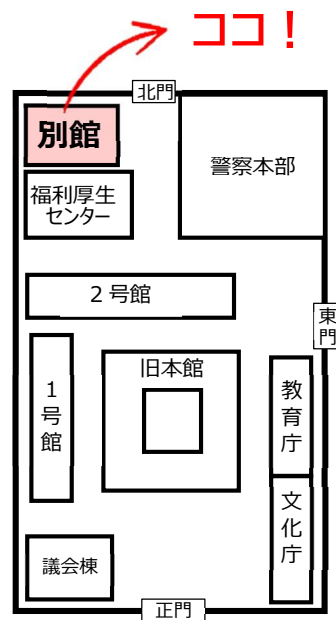 ココ！
北門
別館
警察本部
福利厚生
センター
２号館
東門
旧本館
1号館
教育庁
文化庁
議会棟
正門